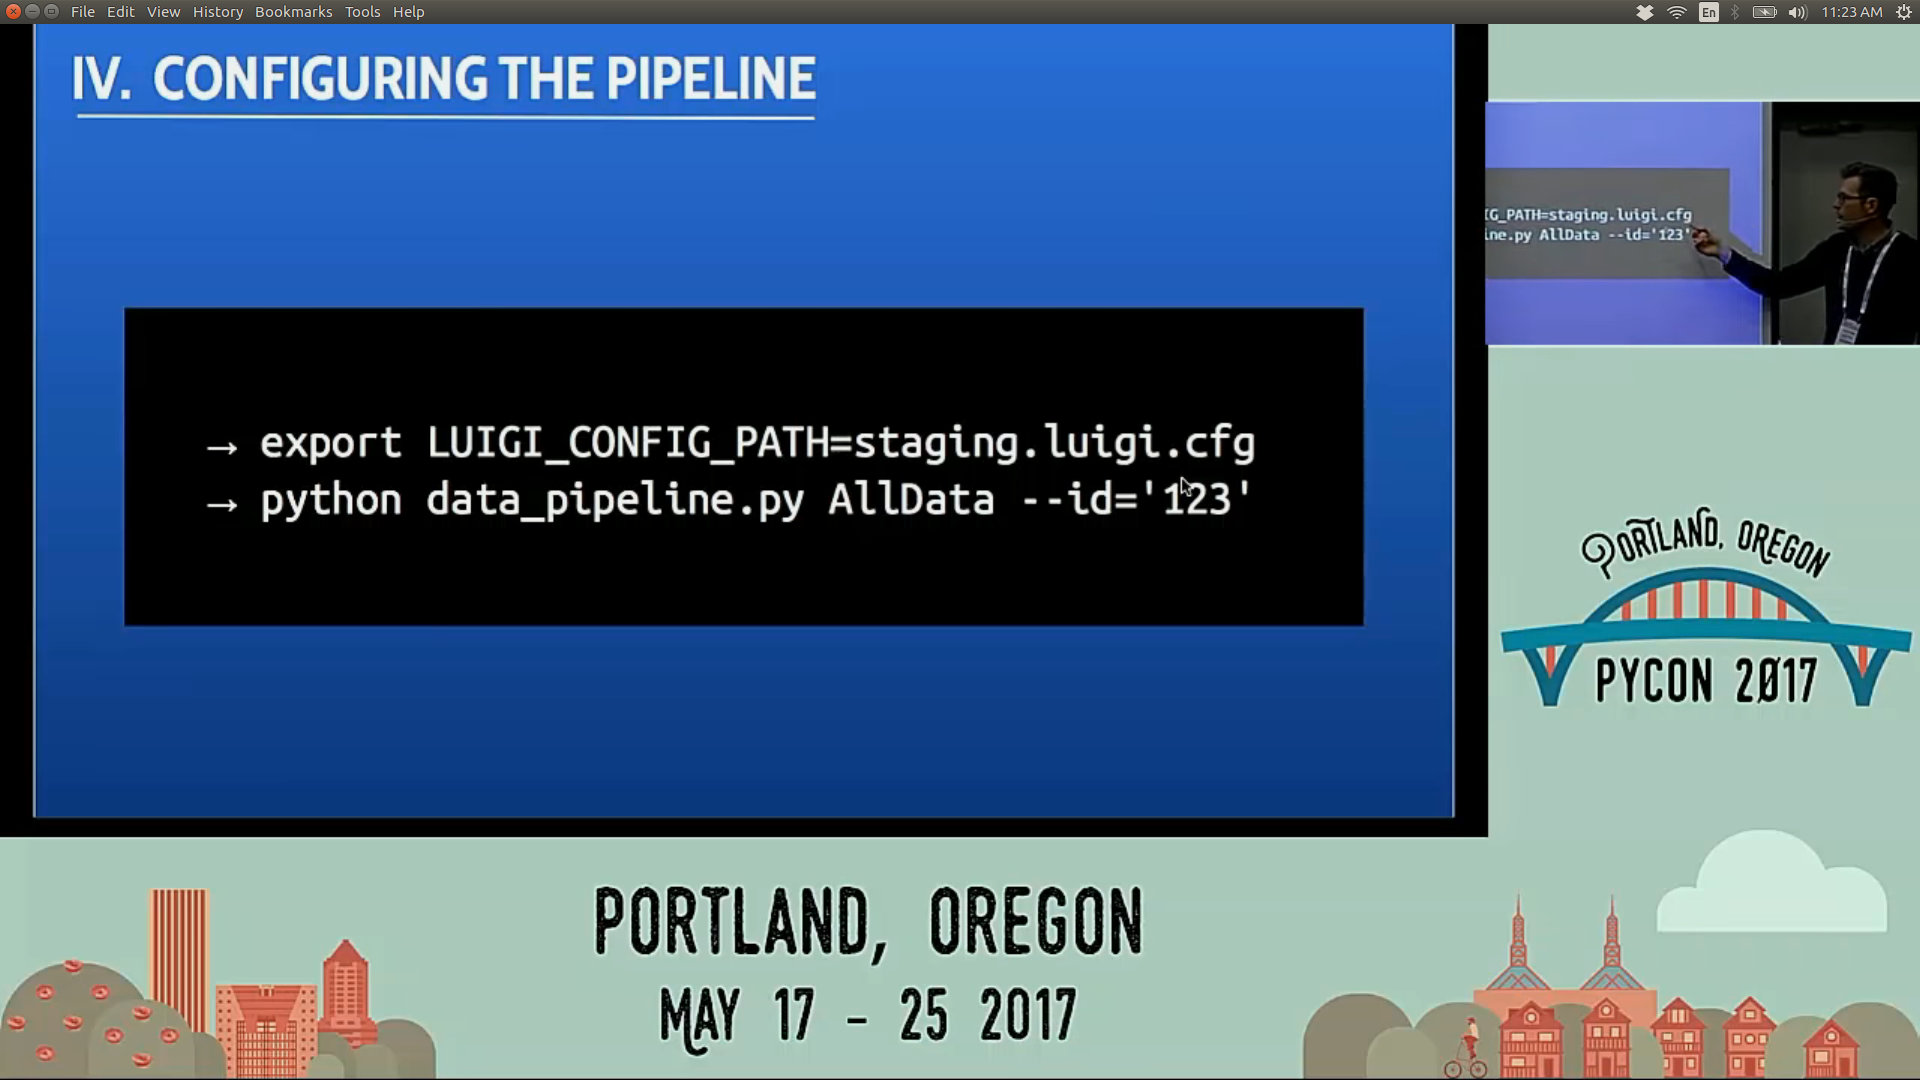 File Edit View History Bookmarks Tools Help
En 11:23 AM
IV. CONFIGURING THE PIPELINE
→ export LUIGI_CONFIG_PATH=staging.luigi.cfg
→ python data_pipeline.py AllData --id='123'
IG_PATH=staging.luigi.cfg
ine.py AllData --id='123'
PORTLAND, OREGON
PYCON 2017
PORTLAND, OREGON
MAY 17 - 25 2017